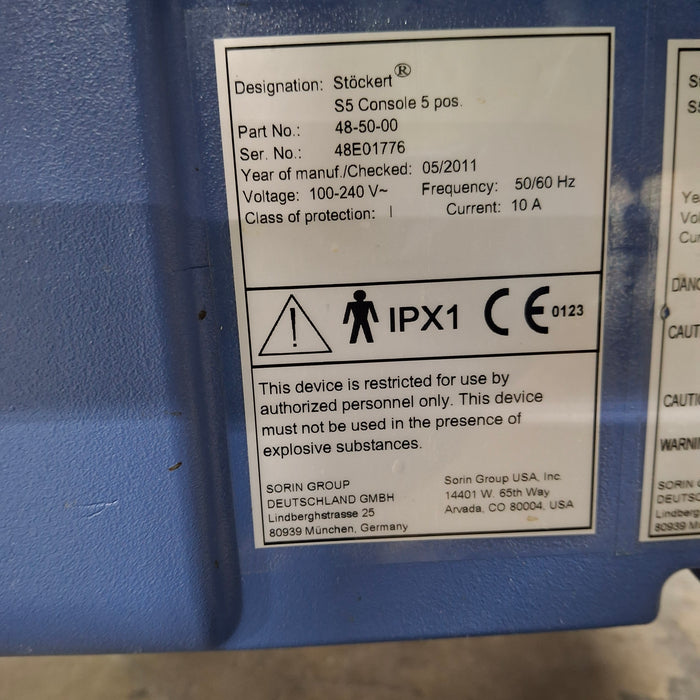 Designation: Stöckert®
S5 Console 5 pos.
Part No.: 48-50-00
Ser. No.: 48E01776
Year of manuf./Checked: 05/2011
Voltage: 100-240 V~ Frequency: 50/60 Hz
Class of protection: I Current: 10 A
IPX1 CE 0123
This device is restricted for use by
authorized personnel only. This device
must not be used in the presence of
explosive substances.
SORIN GROUP
DEUTSCHLAND GMBH
Lindberghstrasse 25
80939 München, Germany
Sorin Group USA, Inc.
14401 W. 65th Way
Arvada, CO 80004, USA
SORIN
80939